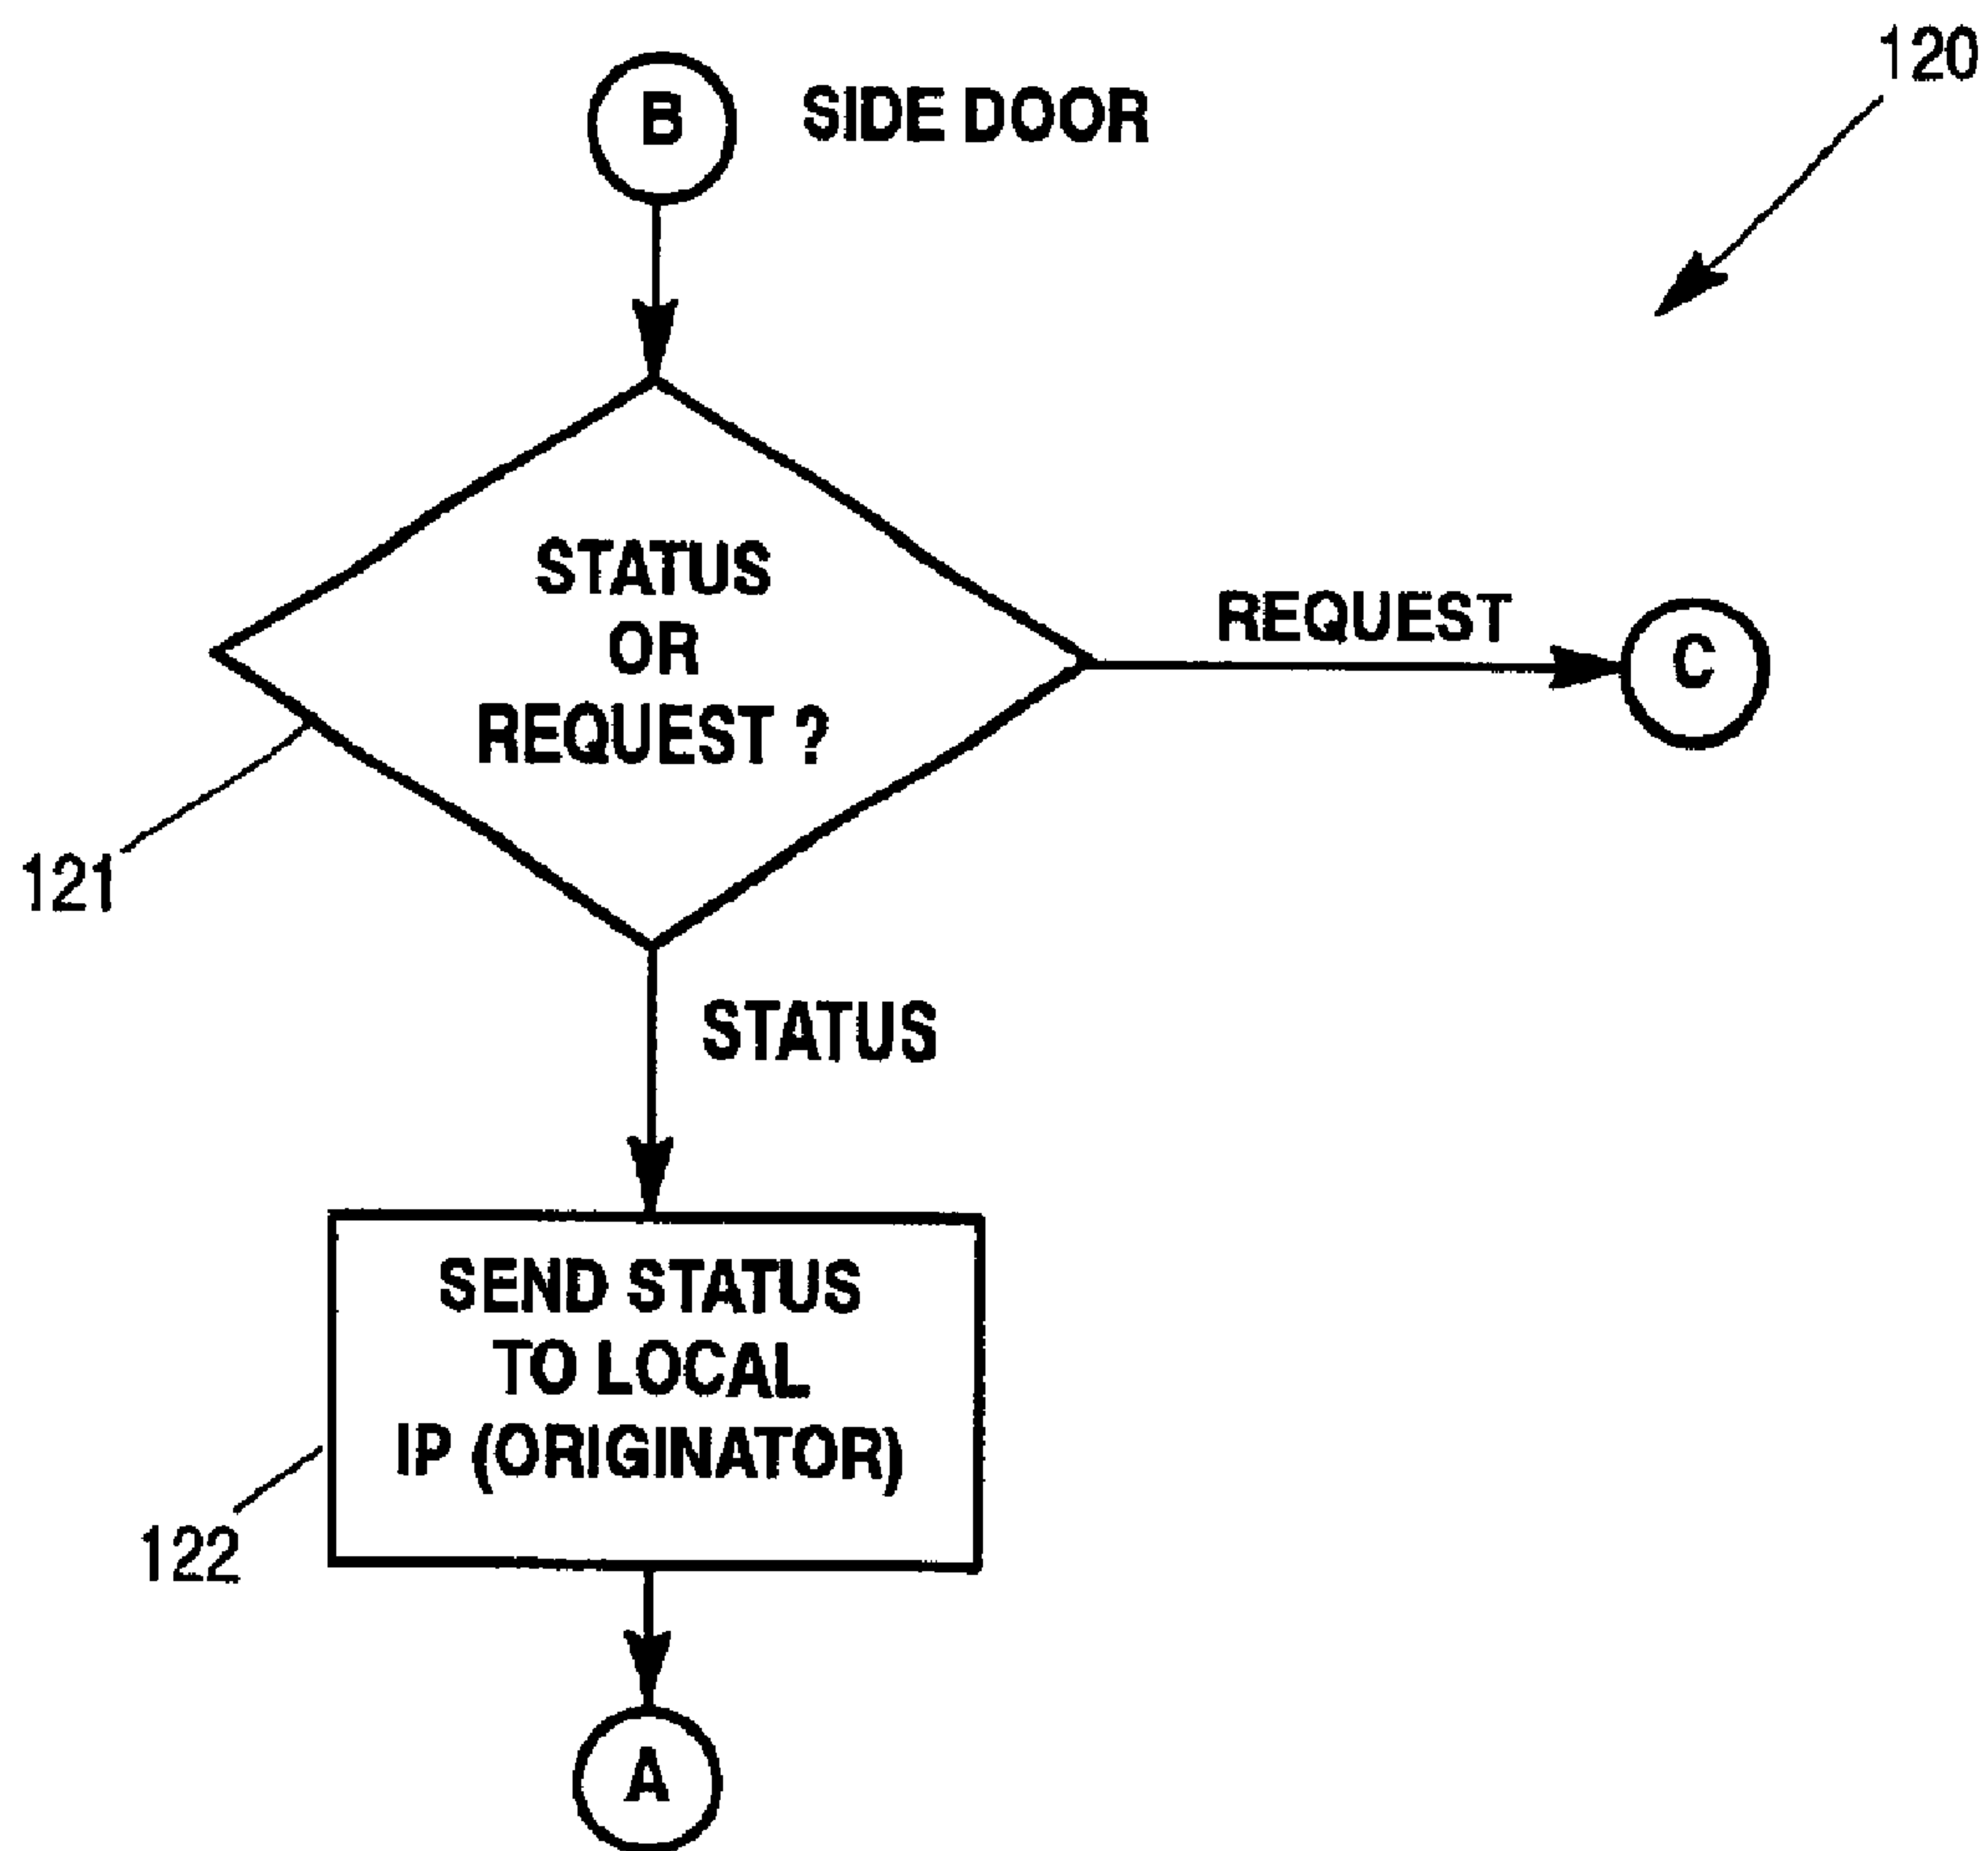 B
SIDE DOOR
120
STATUS
OR
REQUEST ?
REQUEST
C
121
STATUS
SEND STATUS
TO LOCAL
IP (ORIGINATOR)
122
A